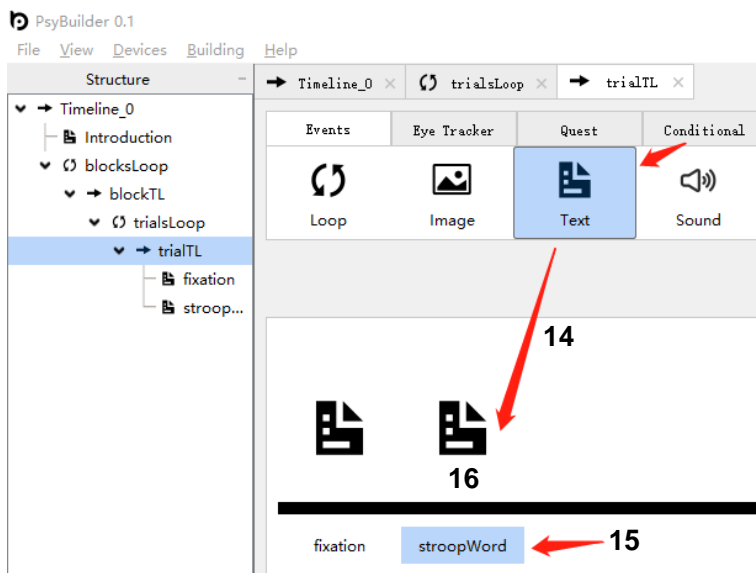 PsyBuilder 0.1
File View Devices Building Help
Structure
Timeline_0
Introduction
blocksLoop
blockTL
trialsLoop
trialTL
fixation
stroop...
Timeline_0 trialsLoop trialTL
Events Eye Tracker Quest Conditional
Loop Image Text Sound
14
16
fixation stroopWord 15